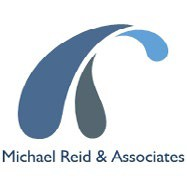 Michael Reid & Associates